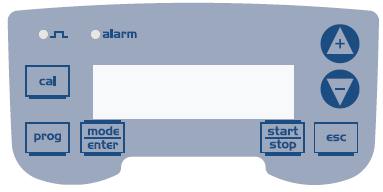 alarm
+
cal
−
prog
mode
enter
start
stop
esc